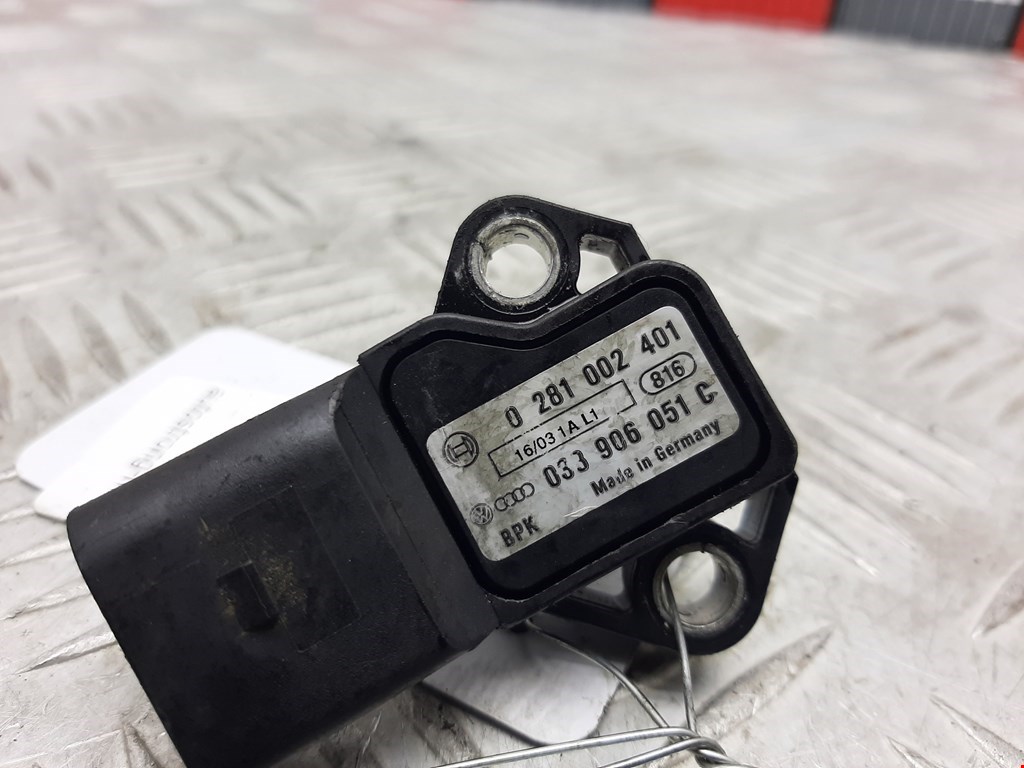 0 281 002 401
16/03 1A L1 816
033 906 051 C
Made in Germany
BPK